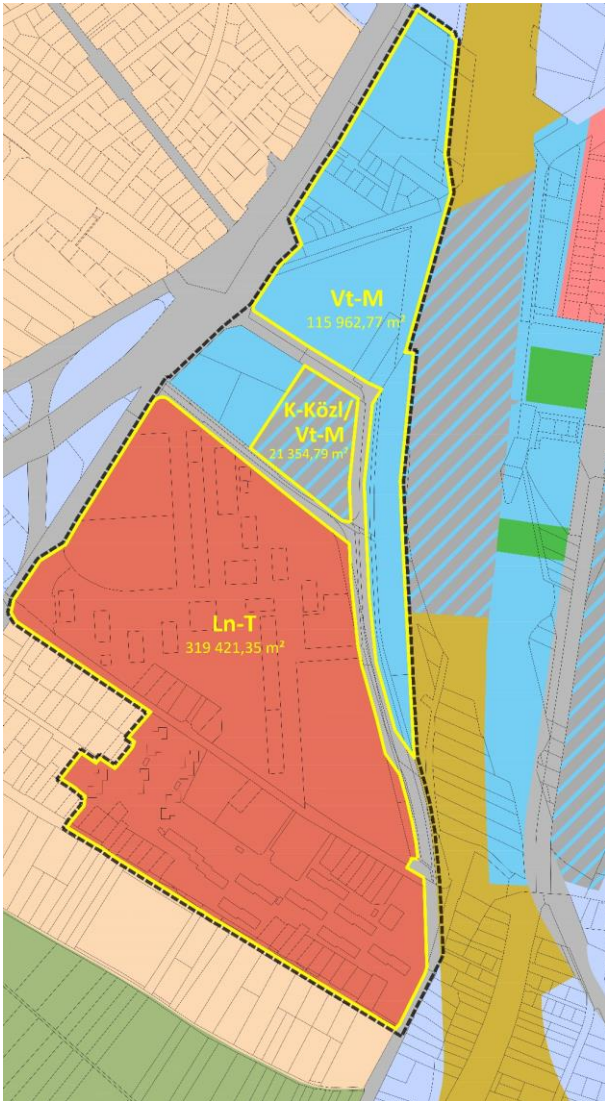 Vt-M
115 962,77 m²
K-Közl/
Vt-M
21 354,79 m²
Ln-T
319 421,35 m²